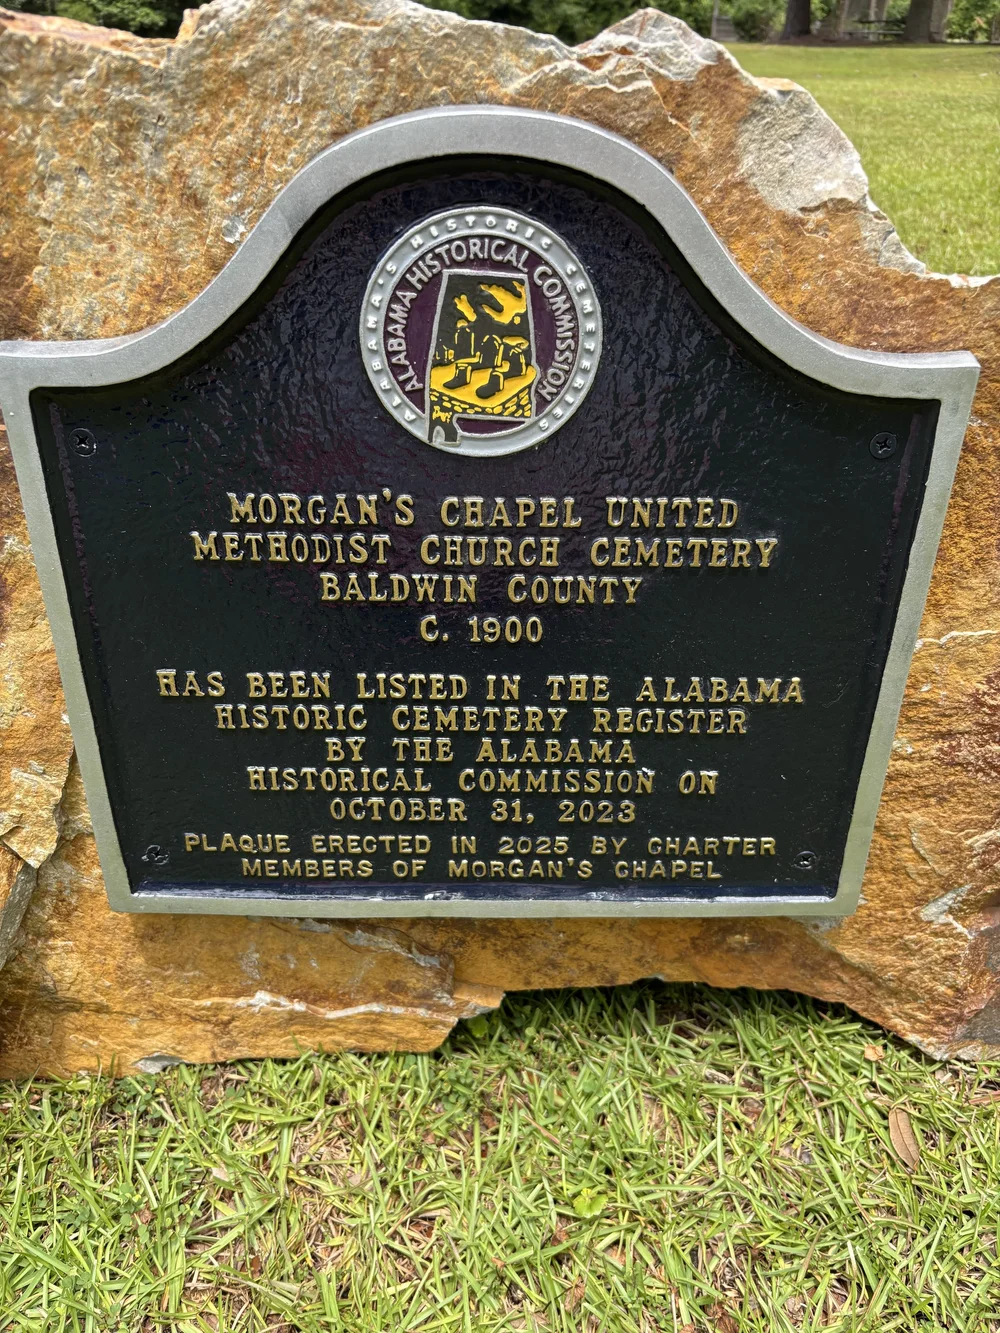 ALABAMA'S HISTORIC CEMETERIES
ALABAMA HISTORICAL COMMISSION
MORGAN'S CHAPEL UNITED
METHODIST CHURCH CEMETERY
BALDWIN COUNTY
C. 1900
HAS BEEN LISTED IN THE ALABAMA
HISTORIC CEMETERY REGISTER
BY THE ALABAMA
HISTORICAL COMMISSION ON
OCTOBER 31, 2023
PLAQUE ERECTED IN 2025 BY CHARTER
MEMBERS OF MORGAN'S CHAPEL